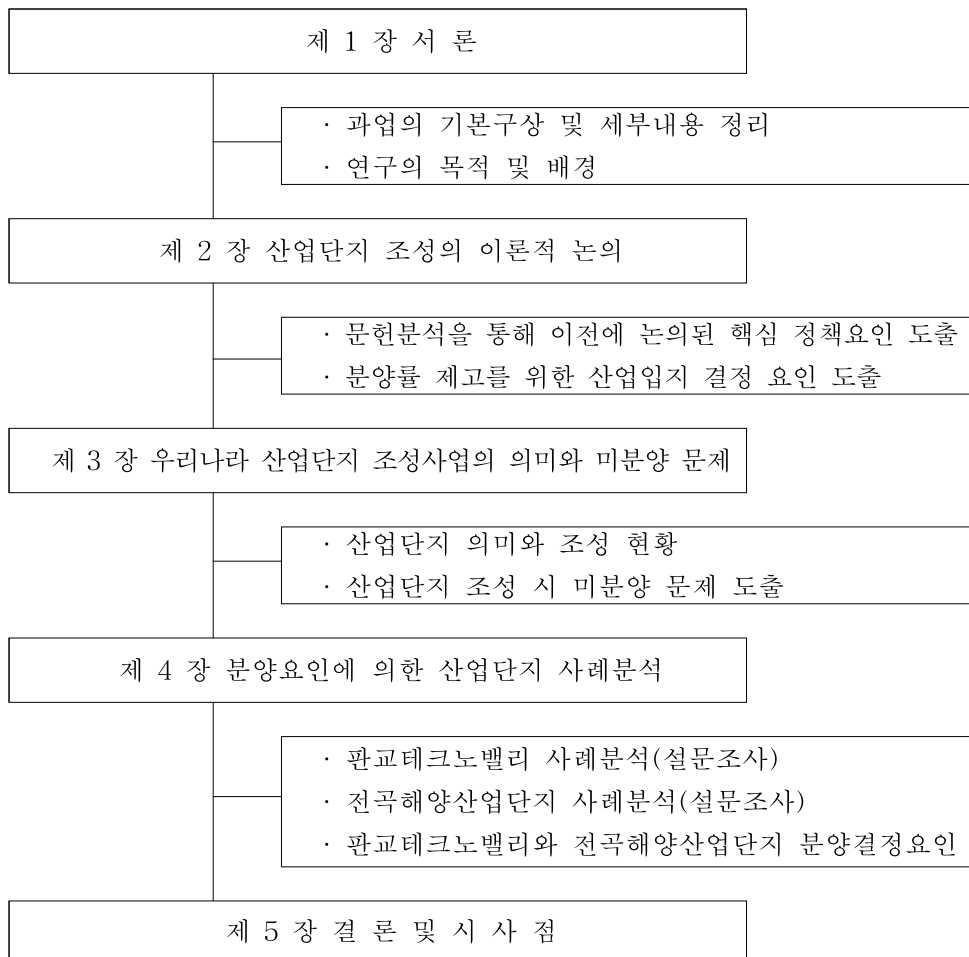 제 1 장 서 론
· 과업의 기본구상 및 세부내용 정리
· 연구의 목적 및 배경
제 2 장 산업단지 조성의 이론적 논의
· 문헌분석을 통해 이전에 논의된 핵심 정책요인 도출
· 분양률 제고를 위한 산업입지 결정 요인 도출
제 3 장 우리나라 산업단지 조성사업의 의미와 미분양 문제
· 산업단지 의미와 조성 현황
· 산업단지 조성 시 미분양 문제 도출
제 4 장 분양요인에 의한 산업단지 사례분석
· 판교테크노밸리 사례분석(설문조사)
· 전곡해양산업단지 사례분석(설문조사)
· 판교테크노밸리와 전곡해양산업단지 분양결정요인
제 5 장 결 론 및 시 사 점